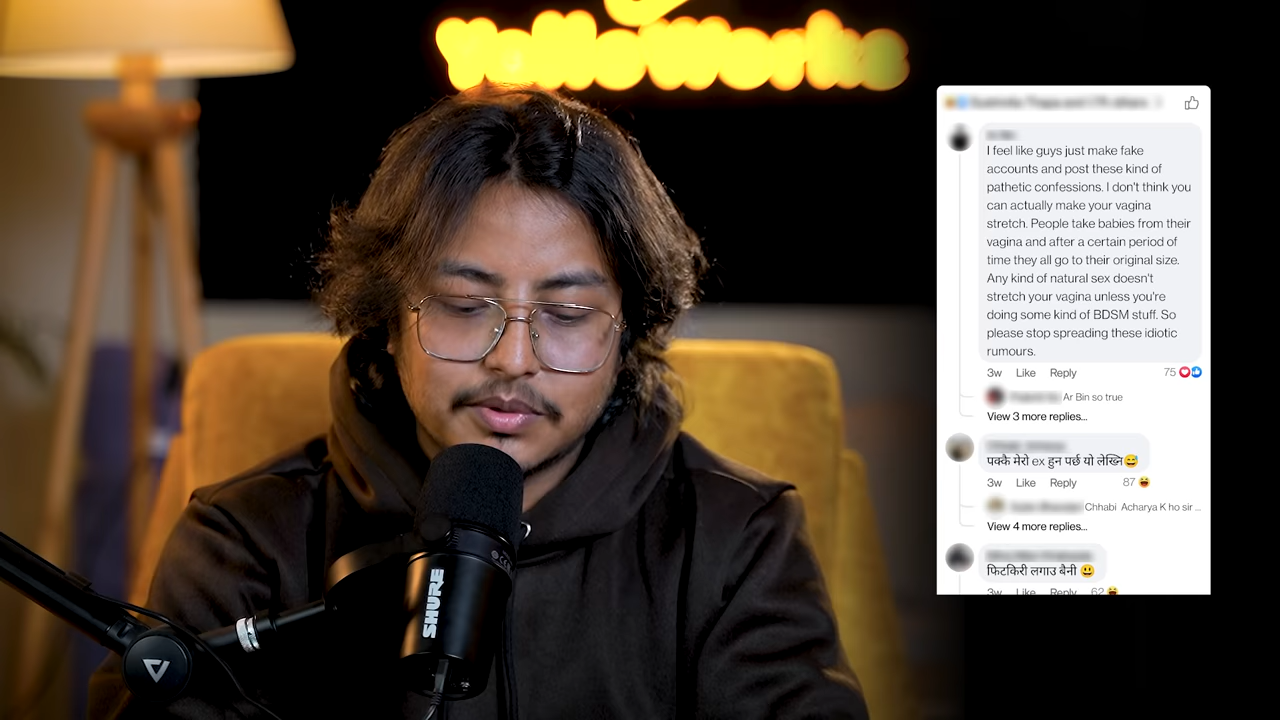 I feel like guys just make fake
accounts and post these kind of
pathetic confessions. I don't think you
can actually make your vagina
stretch. People take babies from their
vagina and after a certain period of
time they all go to their original size.
Any kind of natural sex doesn't
stretch your vagina unless you're
doing some kind of BDSM stuff. So
please stop spreading these idiotic
rumours.
3w Like Reply 75
Ar Bin so true
View 3 more replies...
पक्कै मेरो ex हुन पर्छ यो लेख्नि😅
3w Like Reply 87
Chhabi Acharya K ho sir ...
View 4 more replies...
फिटकिरी लगाउ बैनी 😃
3w Like Reply 62
SHURE